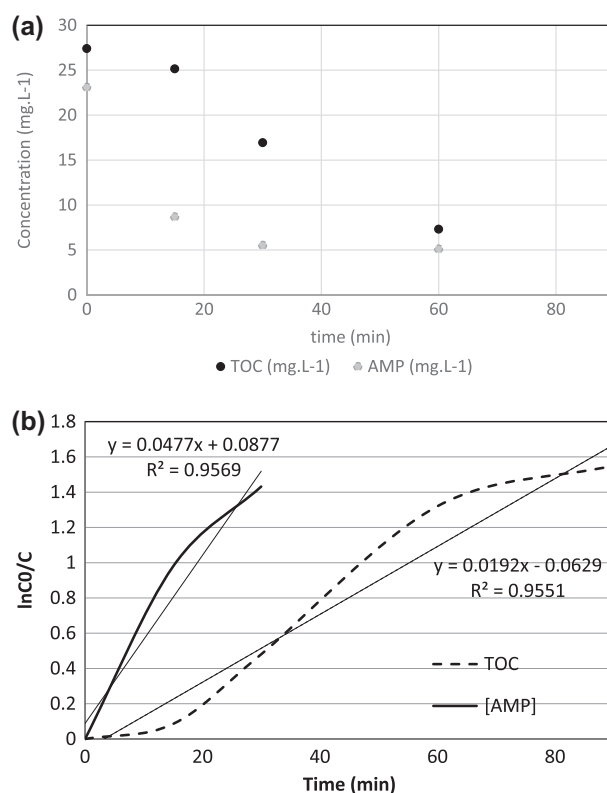 (a)
30
25
20
15
10
5
0
Concentration (mg.L-1)
0 20 40 60 80
time (min)
TOC (mg.L-1) AMP (mg.L-1)
(b)
1.8
1.6
1.4
1.2
1
0.8
0.6
0.4
0.2
0
lnC0/C
y = 0.0477x + 0.0877
R² = 0.9569
y = 0.0192x - 0.0629
R² = 0.9551
TOC
[AMP]
0 20 40 60 80
Time (min)